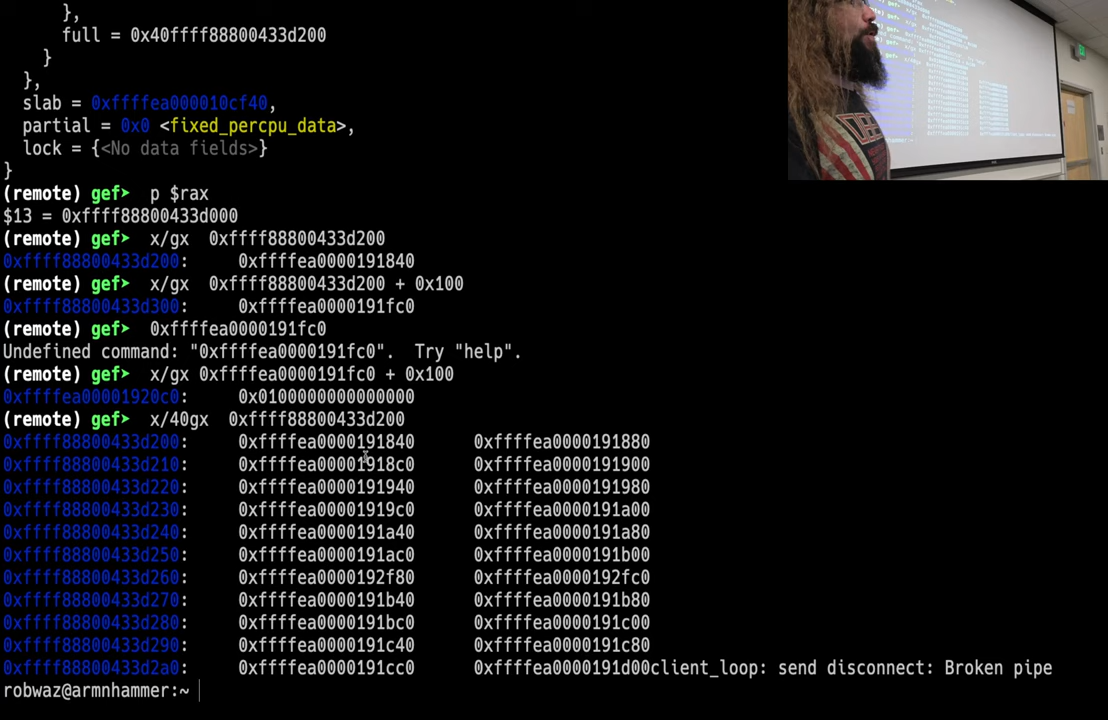 },
full = 0x40ffff88800433d200
}
},
slab = 0xffffea000010cf40,
partial = 0x0 <fixed_percpu_data>,
lock = {<No data fields>}
}
(remote) gef➤ p $rax
$13 = 0xffff88800433d000
(remote) gef➤ x/gx 0xffff88800433d200
0xffff88800433d200: 0xffffea0000191840
(remote) gef➤ x/gx 0xffff88800433d200 + 0x100
0xffff88800433d300: 0xffffea0000191fc0
(remote) gef➤ 0xffffea0000191fc0
Undefined command: "0xffffea0000191fc0". Try "help".
(remote) gef➤ x/gx 0xffffea0000191fc0 + 0x100
0xffffea00001920c0: 0x0100000000000000
(remote) gef➤ x/40gx 0xffff88800433d200
0xffff88800433d200: 0xffffea0000191840 0xffffea0000191880
0xffff88800433d210: 0xffffea00001918c0 0xffffea0000191900
0xffff88800433d220: 0xffffea0000191940 0xffffea0000191980
0xffff88800433d230: 0xffffea00001919c0 0xffffea0000191a00
0xffff88800433d240: 0xffffea0000191a40 0xffffea0000191a80
0xffff88800433d250: 0xffffea0000191ac0 0xffffea0000191b00
0xffff88800433d260: 0xffffea0000192f80 0xffffea0000192fc0
0xffff88800433d270: 0xffffea0000191b40 0xffffea0000191b80
0xffff88800433d280: 0xffffea0000191bc0 0xffffea0000191c00
0xffff88800433d290: 0xffffea0000191c40 0xffffea0000191c80
0xffff88800433d2a0: 0xffffea0000191cc0 0xffffea0000191d00client_loop: send disconnect: Broken pipe
robwaz@armnhammer:~